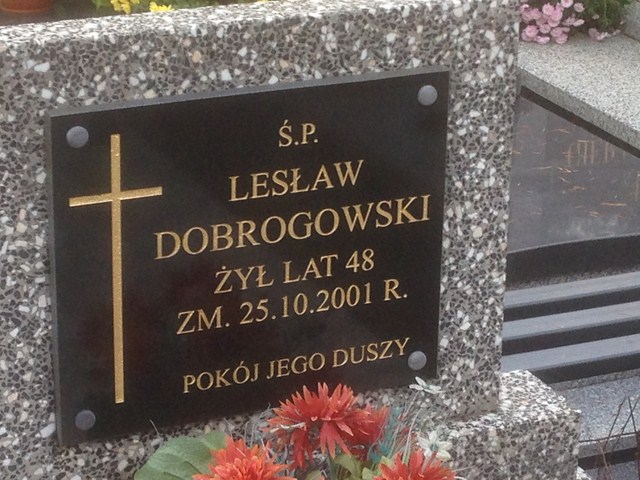 Ś.P.
LESŁAW
DOBROGOWSKI
ŻYŁ LAT 48
ZM. 25.10.2001 R.
POKÓJ JEGO DUSZY